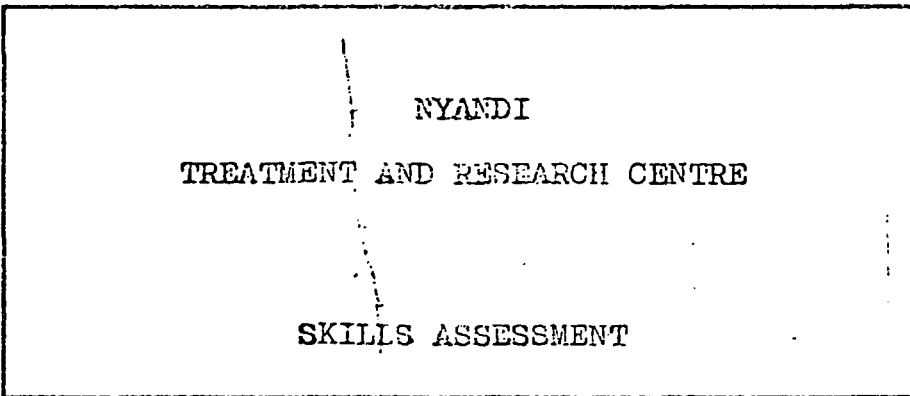 NYANDI
TREATMENT AND RESEARCH CENTRE
SKILLS ASSESSMENT